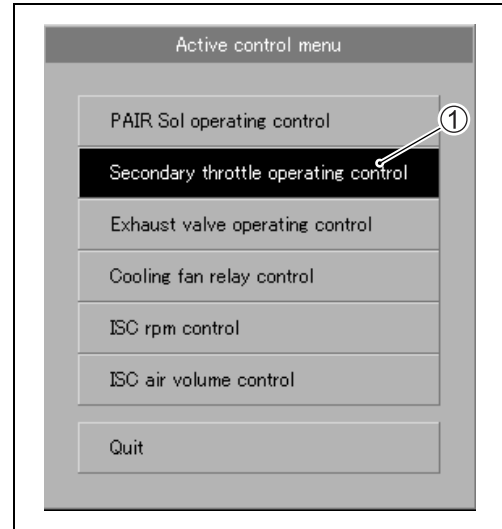 Active control menu
PAIR Sol operating control
1
Secondary throttle operating control
Exhaust valve operating control
Cooling fan relay control
ISC rpm control
ISC air volume control
Quit